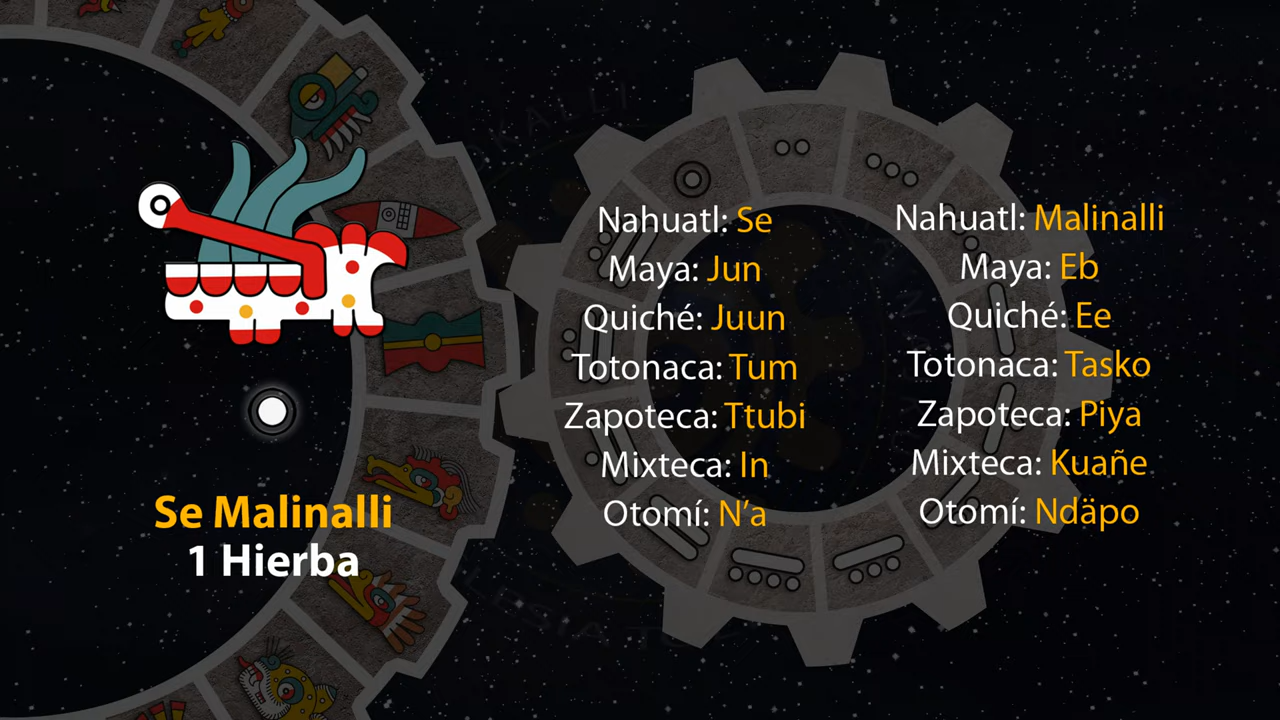 Nahuatl: Se
Maya: Jun
Quiché: Juun
Totonaca: Tum
Zapoteca: Ttubi
Mixteca: In
Otomí: N’a
Nahuatl: Malinalli
Maya: Eb
Quiché: Ee
Totonaca: Tasko
Zapoteca: Piya
Mixteca: Kuañe
Otomí: Ndäpo
Se Malinalli
1 Hierba